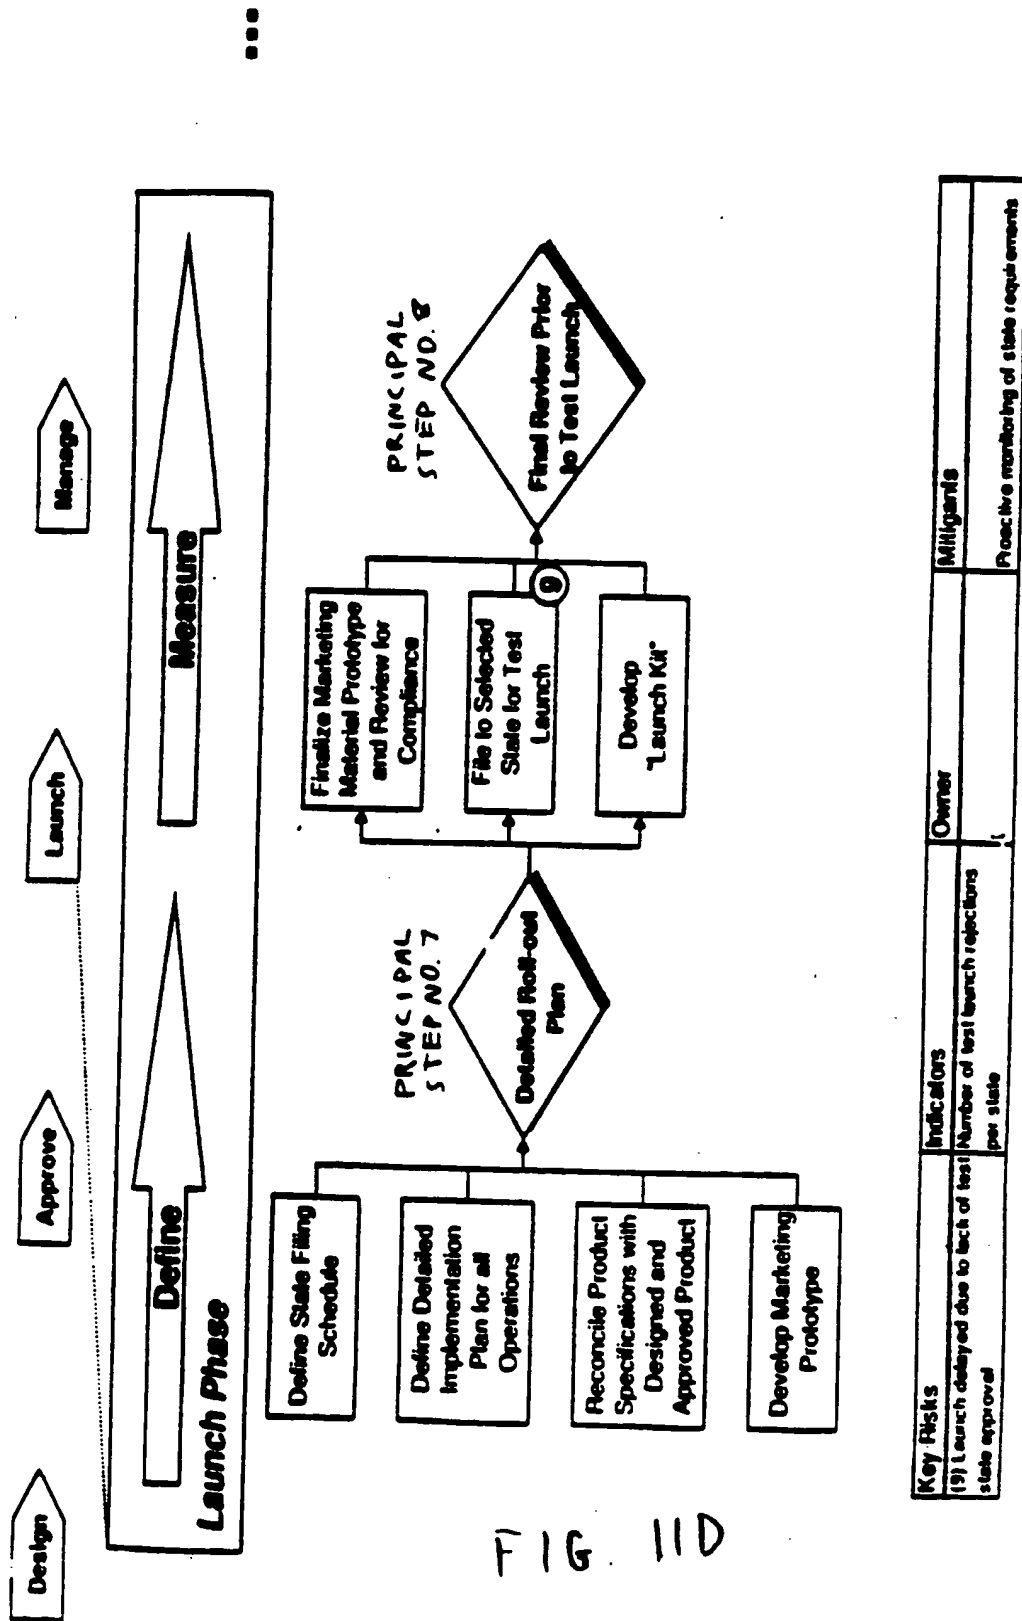 Design
Approve
Launch
Manage
Define
Measure
Launch Phase
Define State Filing
Schedule
Define Detailed
Implementation
Plan for all
Operations
Reconcile Product
Specifications with
Designed and
Approved Product
Develop Marketing
Prototype
PRINCIPAL
STEP NO. 7
Detailed Roll-out
Plan
Finalize Marketing
Material Prototype
and Review for
Compliance
File to Selected
State for Test
Launch
9
Develop
"Launch Kit"
PRINCIPAL
STEP NO. 8
Final Review Prior
to Test Launch
Key Risks
Indicators
Owner
Mitigants
(9) Launch delayed due to lack of test
state approval
Number of test launch rejections
per state
Proactive monitoring of state requirements
FIG. 11D